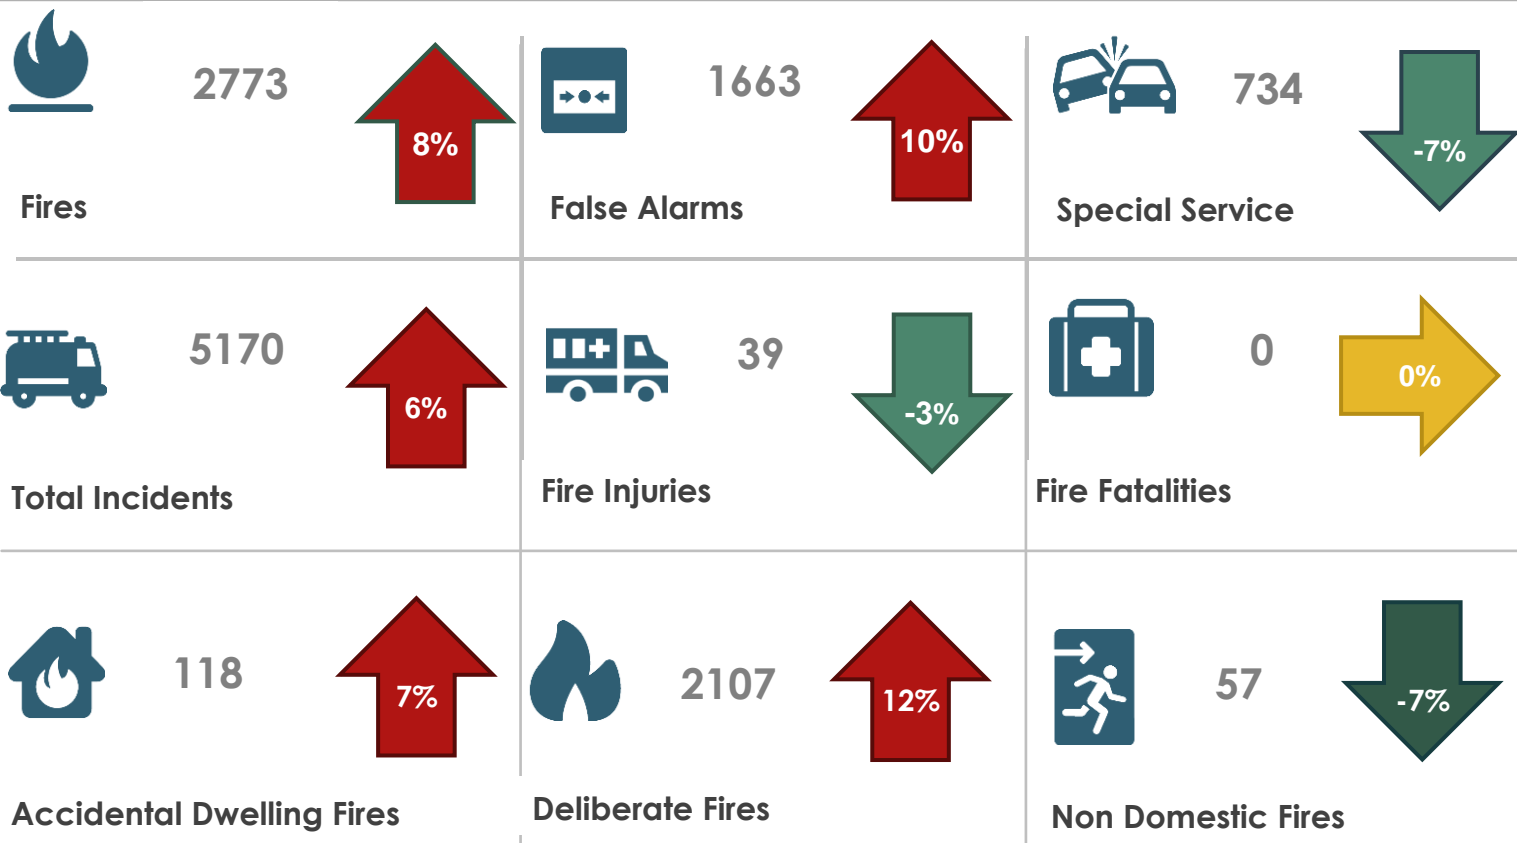 2773
8%
Fires
1663
10%
False Alarms
734
-7%
Special Service
5170
6%
Total Incidents
39
-3%
Fire Injuries
0
0%
Fire Fatalities
118
7%
Accidental Dwelling Fires
2107
12%
Deliberate Fires
57
-7%
Non Domestic Fires